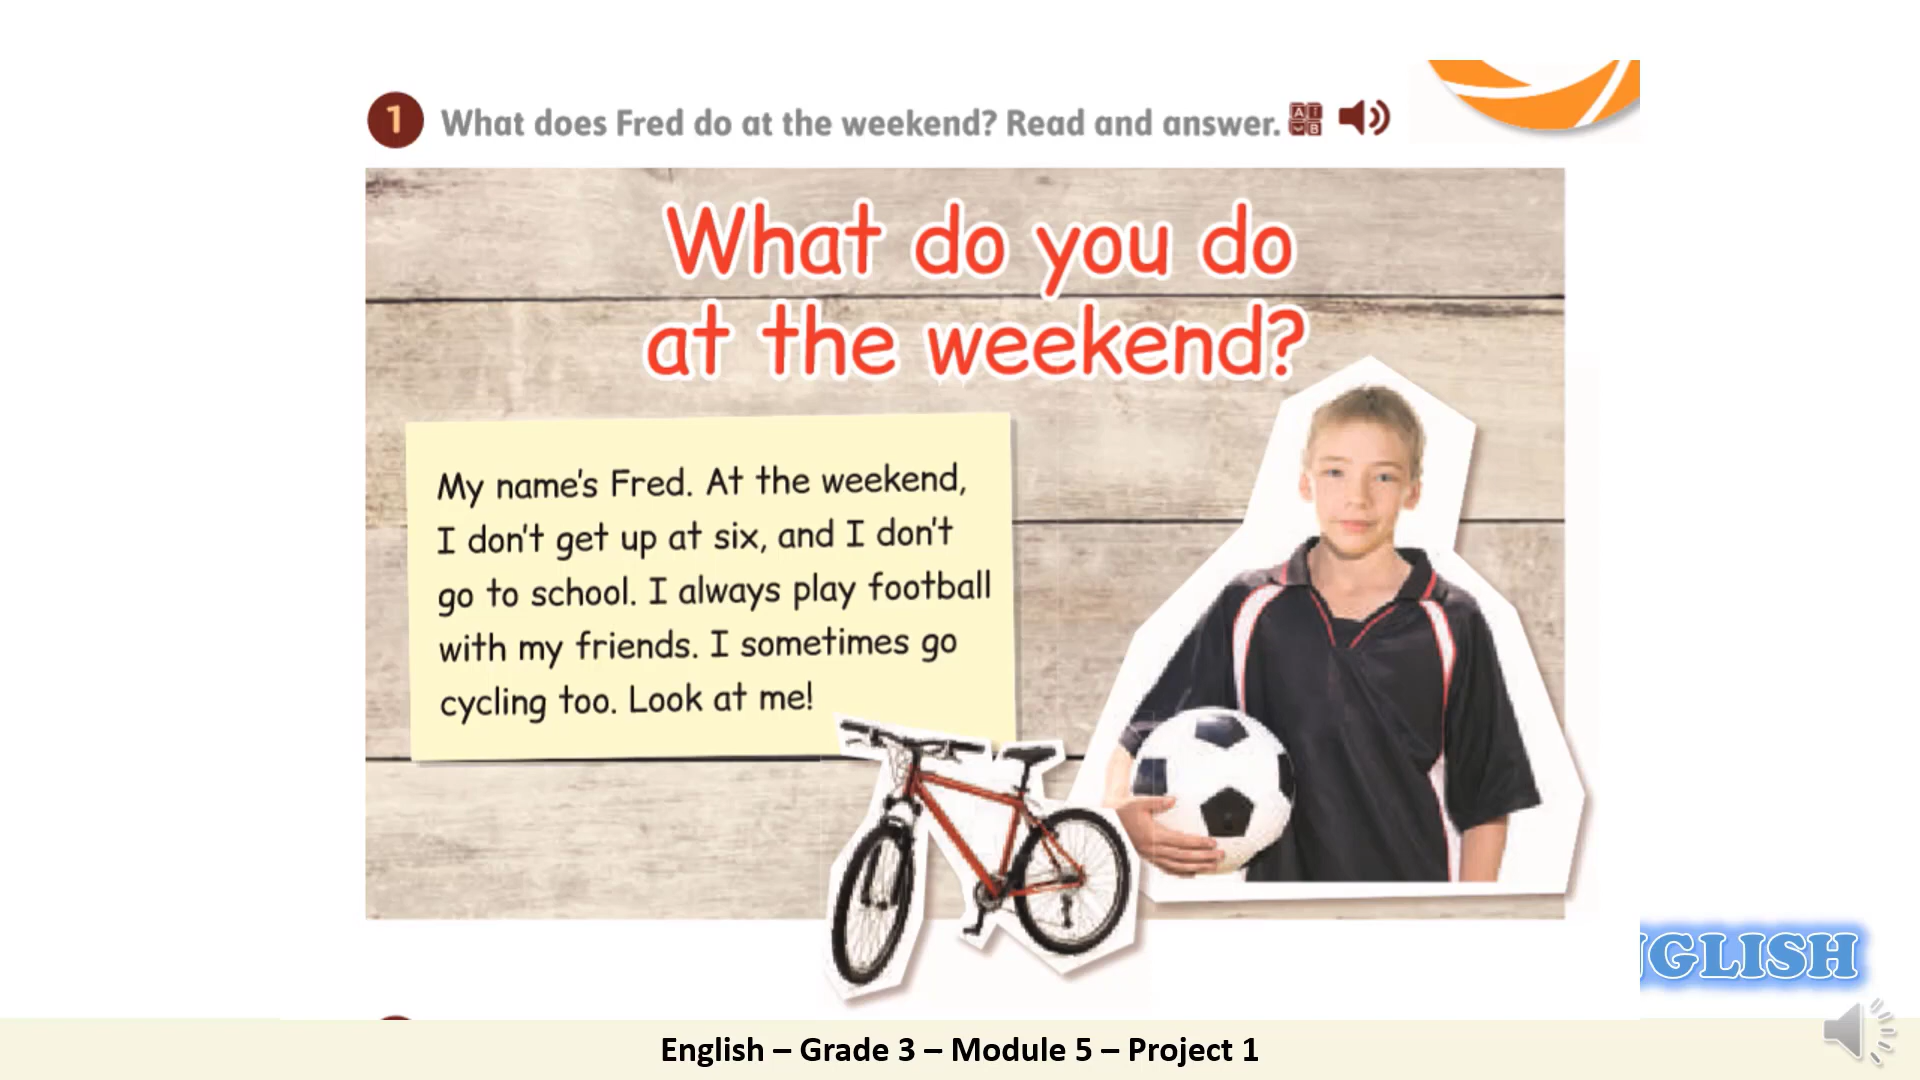 1 What does Fred do at the weekend? Read and answer.
What do you do
at the weekend?
My name's Fred. At the weekend,
I don't get up at six, and I don't
go to school. I always play football
with my friends. I sometimes go
cycling too. Look at me!
GLISH
English – Grade 3 – Module 5 – Project 1